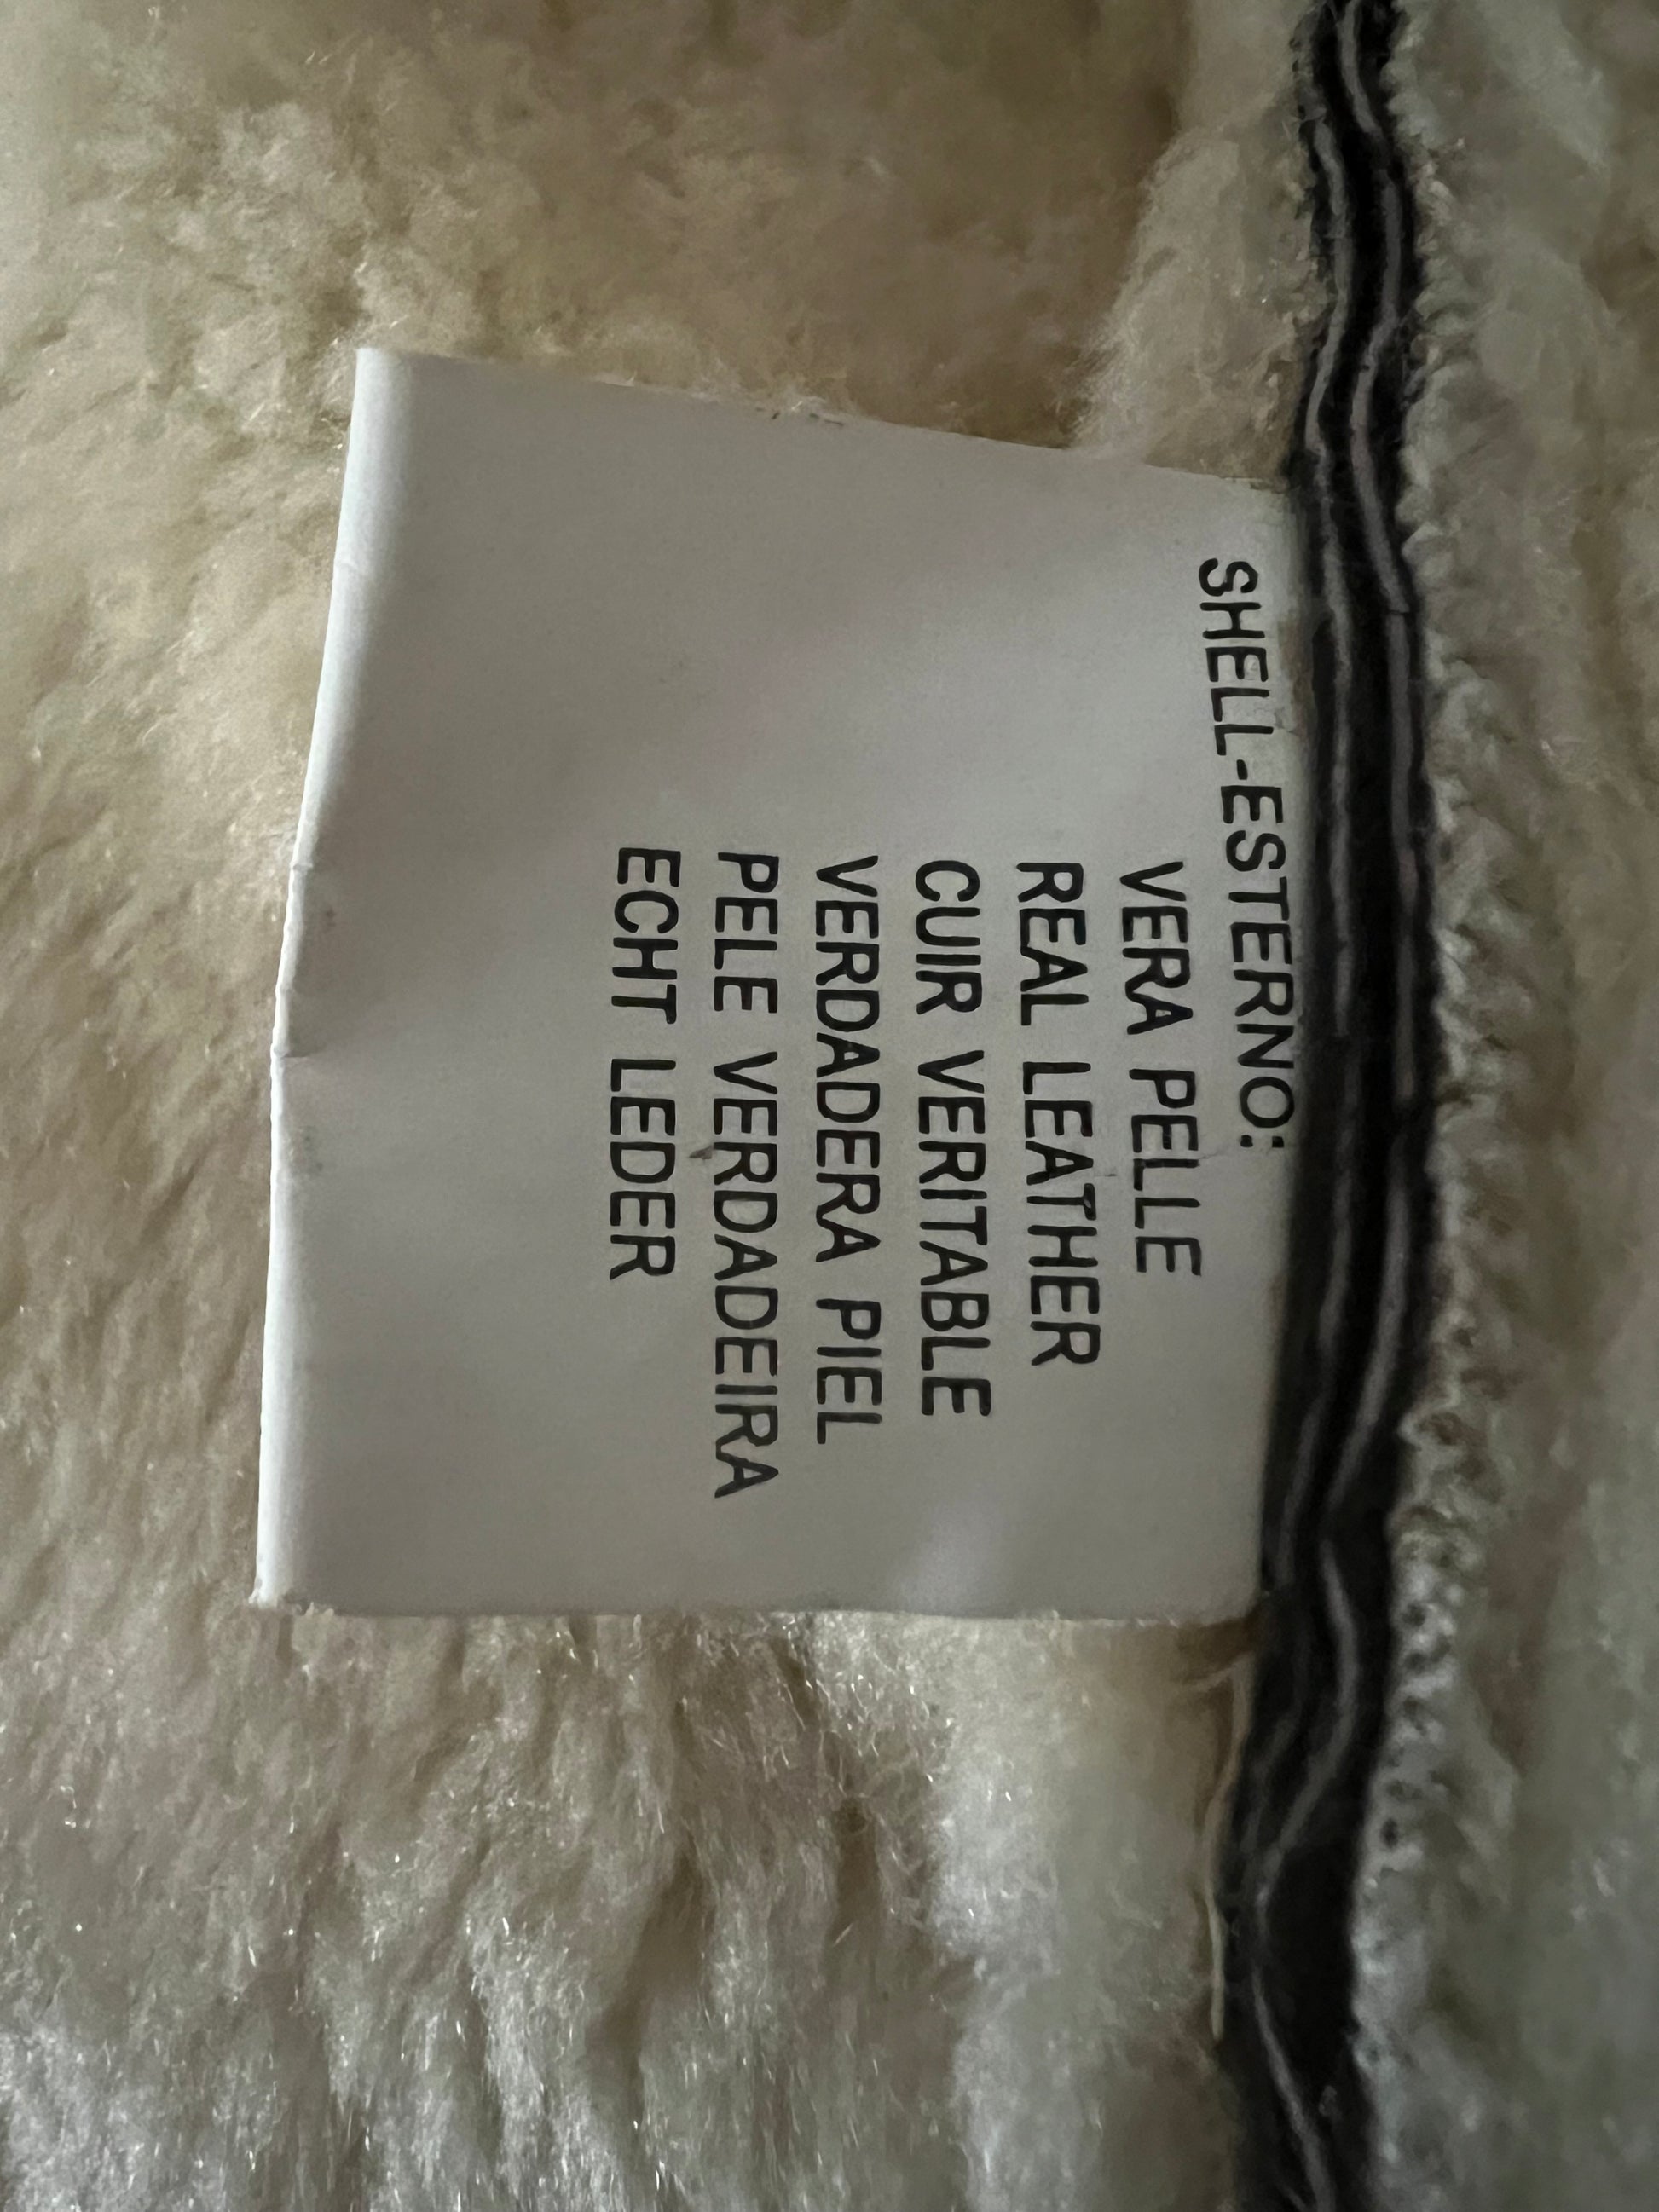 SHELL-ESTERNO:
VERA PELLE
REAL LEATHER
CUIR VERITABLE
VERDADERA PIEL
PELE VERDADEIRA
ECHT LEDER